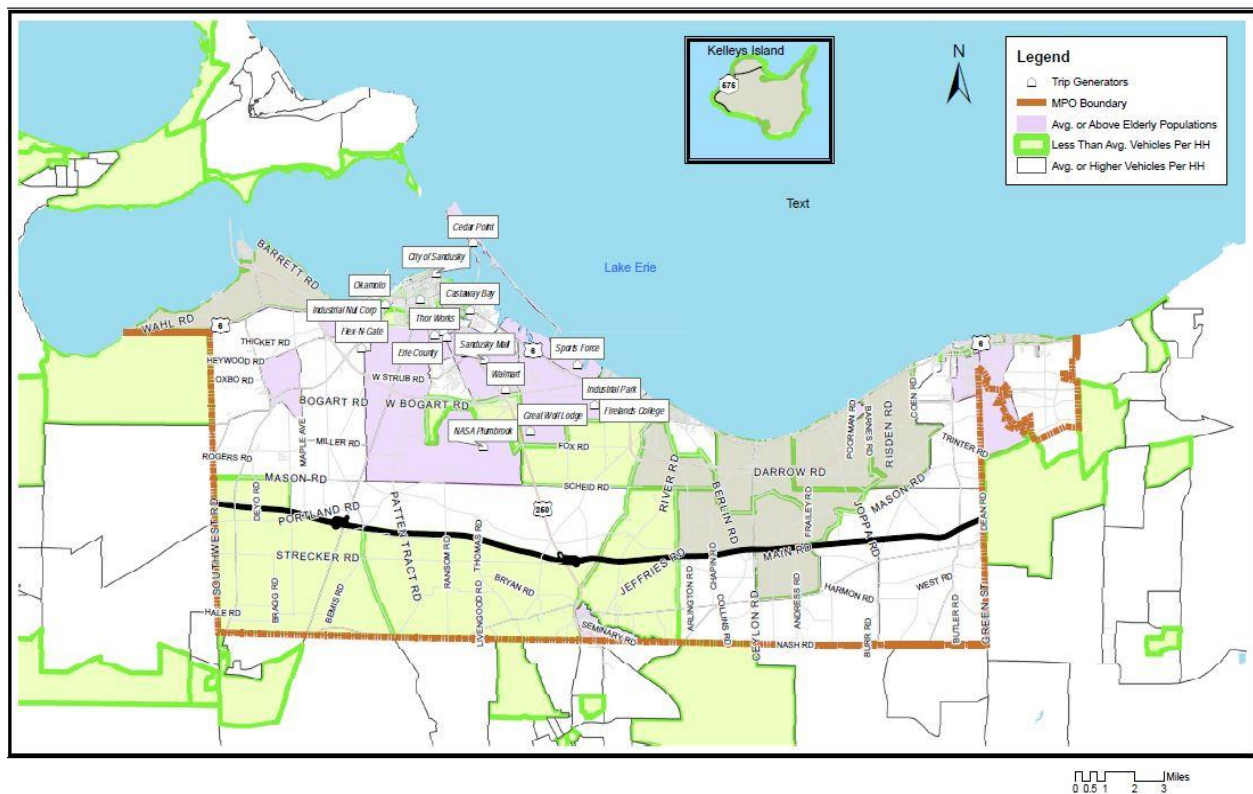 Kelleys Island
575
N
Legend
Trip Generators
MPO Boundary
Avg. or Above Elderly Populations
Less Than Avg. Vehicles Per HH
Avg. or Higher Vehicles Per HH
Text
Lake Erie
Cedar Point
City of Sandusky
Okamoto
Castaway Bay
Industrial Nut Corp
Thor Works
Flex-N-Gate
Erie County
Sandusky Mall
Sports Force
Walmart
Industrial Park
Great Wolf Lodge
Firelands College
NASA Plumbrook
BARRETT RD
WAHL RD
6
6
6
THICKET RD
HEYWOOD RD
OXBO RD
W STRUB RD
BOGART RD
W BOGART RD
MAPLE AVE
MILLER RD
ROGERS RD
FOX RD
MASON RD
SCHEID RD
DEYO RD
PORTLAND RD
250
RIVER RD
BERLIN RD
DARROW RD
POORMAN RD
BARNES RD
RISDEN RD
COEN RD
TRINTER RD
MASON RD
DEAN RD
FRAILEY RD
JOPPA RD
SOUTHWEST RD
STRECKER RD
PATTEN TRACT RD
RANSOM RD
THOMAS RD
JEFFRIES RD
MAIN RD
CHAPIN RD
ARLINGTON RD
HARMON RD
WEST RD
HALE RD
BRAGG RD
BEMIS RD
BRYAN RD
LIVENGOOD RD
SEMINARY RD
COLLINS RD
CEYLON RD
ANDRESS RD
NASH RD
BURR RD
BUTLER RD
GREEN ST
Miles
0 0.5 1 2 3